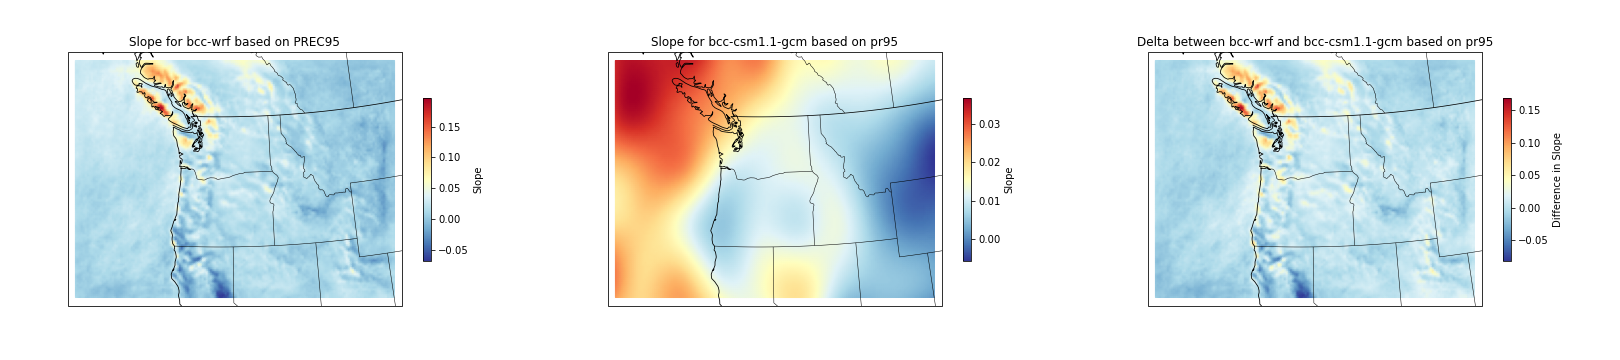 Slope for bcc-wrf based on PREC95
0.15
0.10
0.05
0.00
−0.05
Slope
Slope for bcc-csm1.1-gcm based on pr95
0.03
0.02
0.01
0.00
Slope
Delta between bcc-wrf and bcc-csm1.1-gcm based on pr95
0.15
0.10
0.05
0.00
−0.05
Difference in Slope